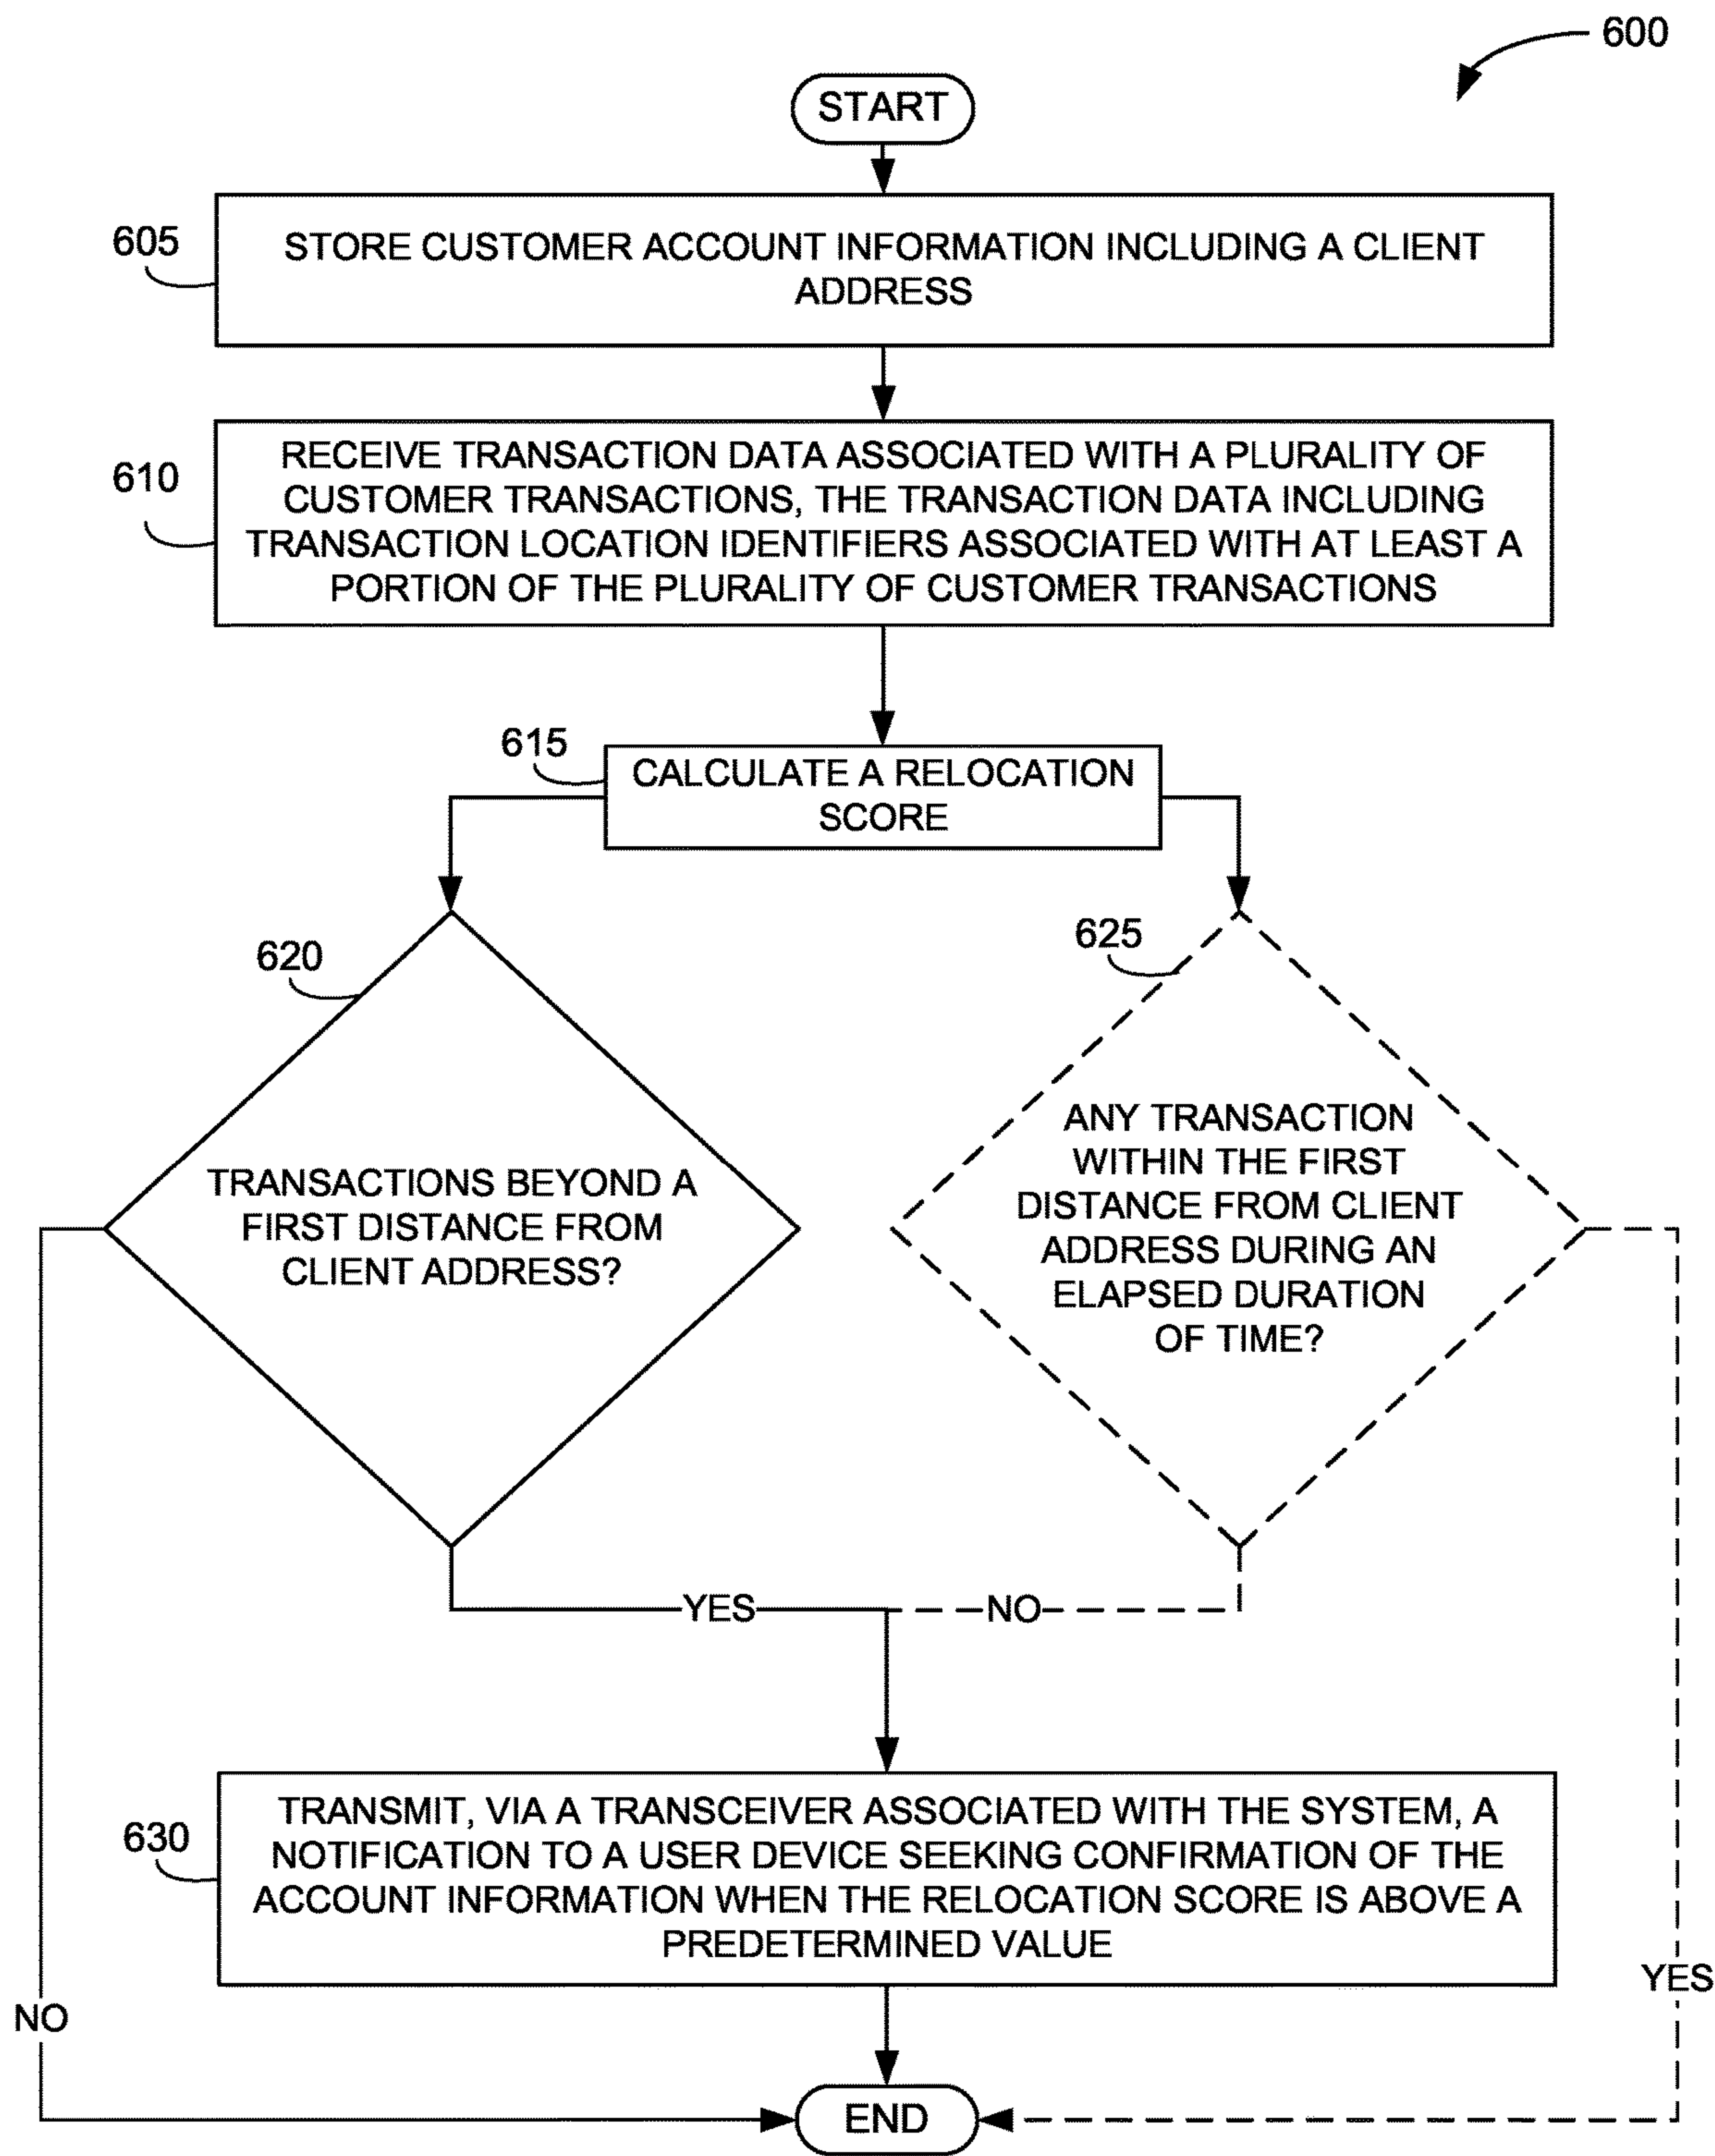 600
START
605
STORE CUSTOMER ACCOUNT INFORMATION INCLUDING A CLIENT
ADDRESS
610
RECEIVE TRANSACTION DATA ASSOCIATED WITH A PLURALITY OF
CUSTOMER TRANSACTIONS, THE TRANSACTION DATA INCLUDING
TRANSACTION LOCATION IDENTIFIERS ASSOCIATED WITH AT LEAST A
PORTION OF THE PLURALITY OF CUSTOMER TRANSACTIONS
615
CALCULATE A RELOCATION
SCORE
620
TRANSACTIONS BEYOND A
FIRST DISTANCE FROM
CLIENT ADDRESS?
625
ANY TRANSACTION
WITHIN THE FIRST
DISTANCE FROM CLIENT
ADDRESS DURING AN
ELAPSED DURATION
OF TIME?
YES
NO
630
TRANSMIT, VIA A TRANSCEIVER ASSOCIATED WITH THE SYSTEM, A
NOTIFICATION TO A USER DEVICE SEEKING CONFIRMATION OF THE
ACCOUNT INFORMATION WHEN THE RELOCATION SCORE IS ABOVE A
PREDETERMINED VALUE
NO
YES
END